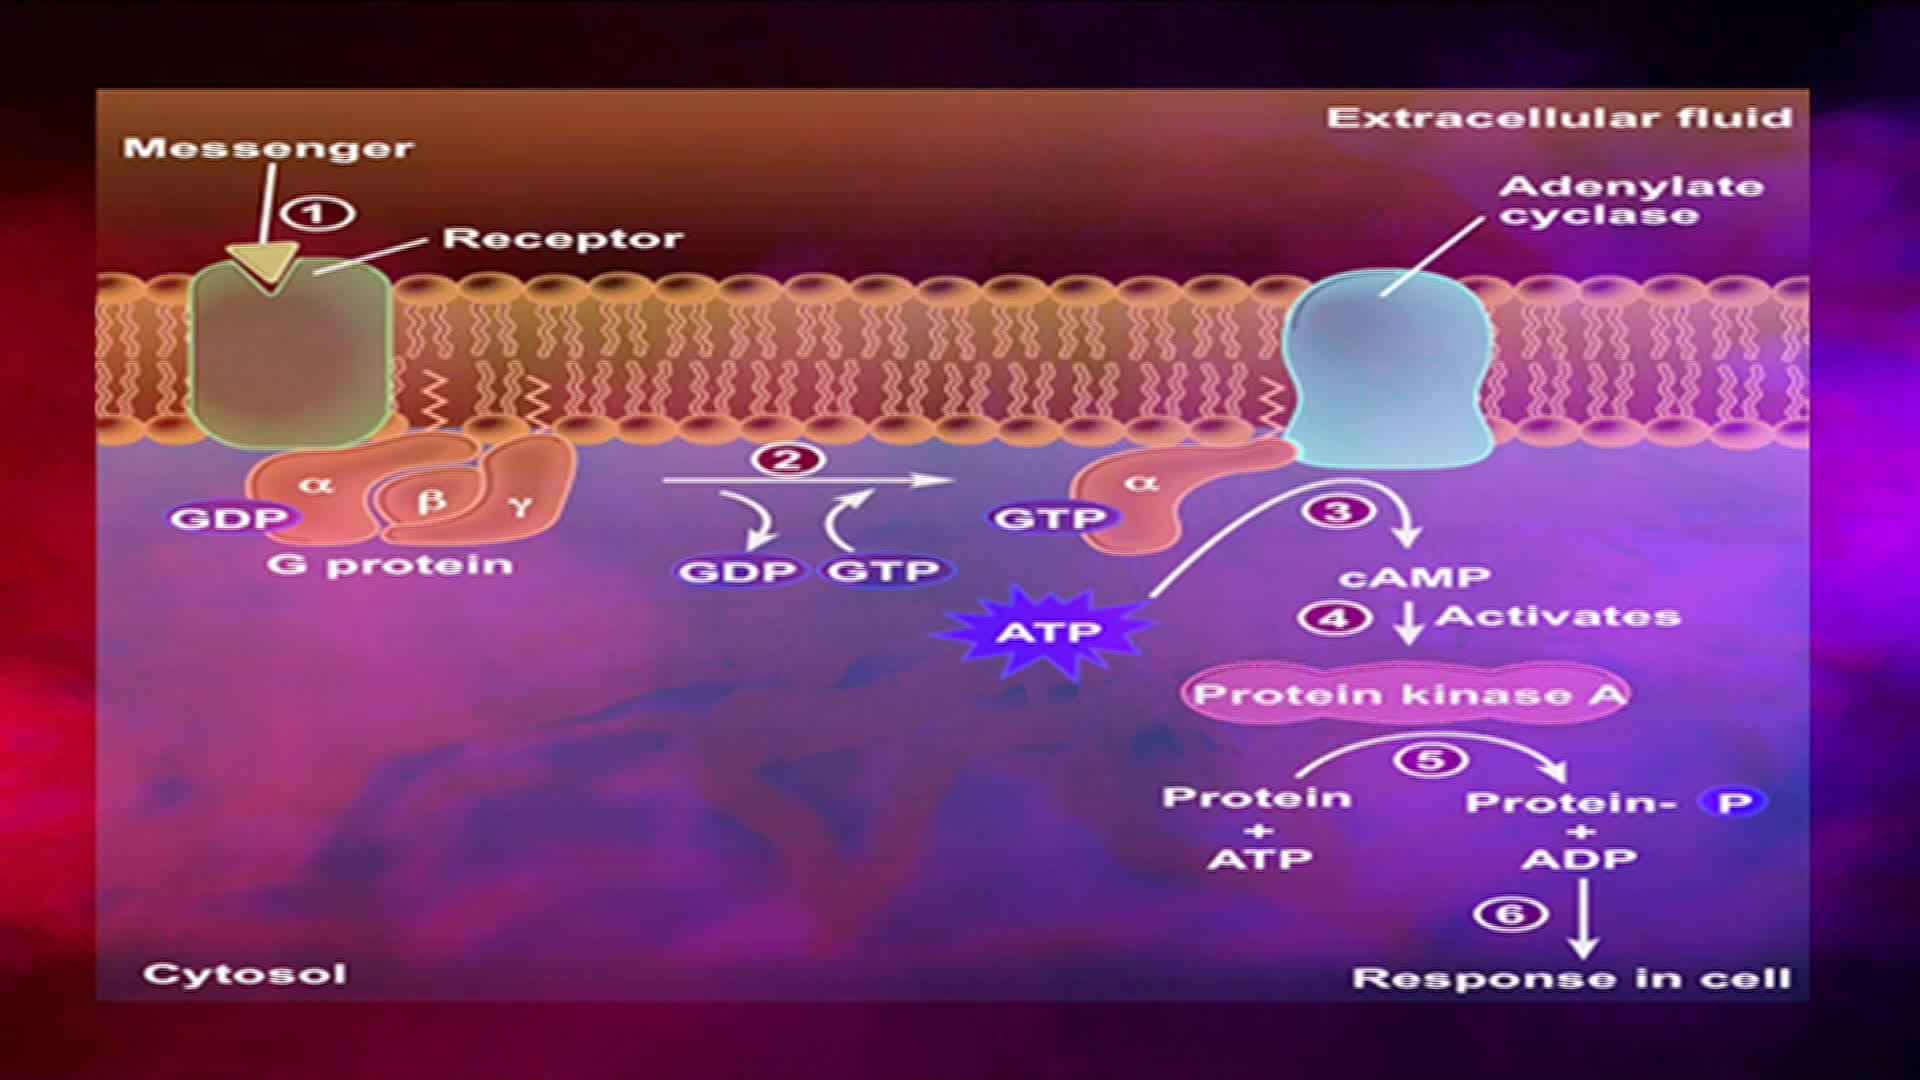 Extracellular fluid
Messenger
1
Receptor
Adenylate
cyclase
α
β
γ
GDP
G protein
2
GDP
GTP
α
GTP
3
ATP
cAMP
4
Activates
Protein kinase A
5
Protein
+
ATP
Protein- P
+
ADP
6
Response in cell
Cytosol